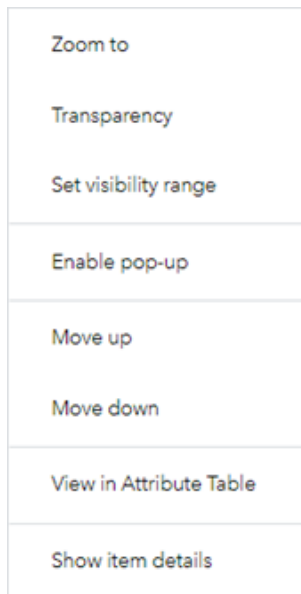 Zoom to
Transparency
Set visibility range
Enable pop-up
Move up
Move down
View in Attribute Table
Show item details